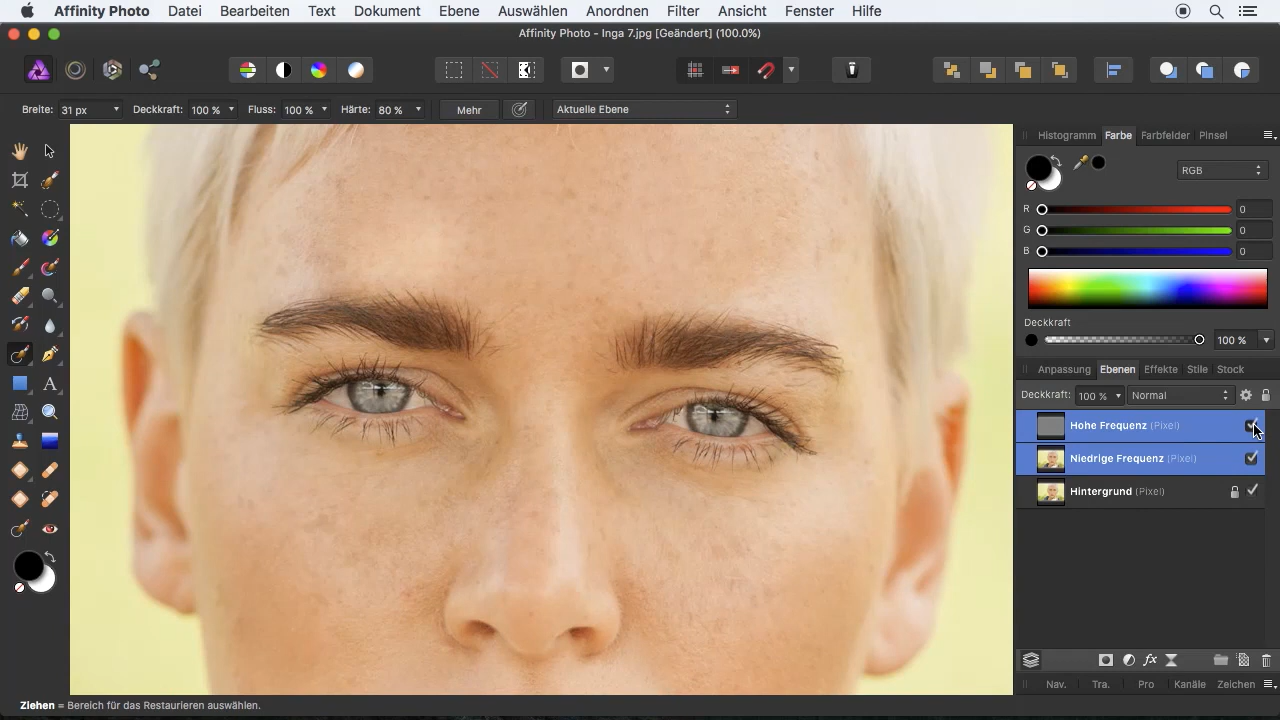 Affinity Photo Datei Bearbeiten Text Dokument Ebene Auswählen Anordnen Filter Ansicht Fenster Hilfe
Affinity Photo - Inga 7.jpg [Geändert] (100.0%)
Breite: 31 px Deckkraft: 100 % Fluss: 100 % Härte: 80 % Mehr Aktuelle Ebene
Histogramm Farbe Farbfelder Pinsel
RGB
R 0
G 0
B 0
Deckkraft
100 %
Anpassung Ebenen Effekte Stile Stock
Deckkraft: 100 % Normal
Hohe Frequenz (Pixel)
Niedrige Frequenz (Pixel)
Hintergrund (Pixel)
Nav. Tra. Pro Kanäle Zeichen
Ziehen = Bereich für das Restaurieren auswählen.